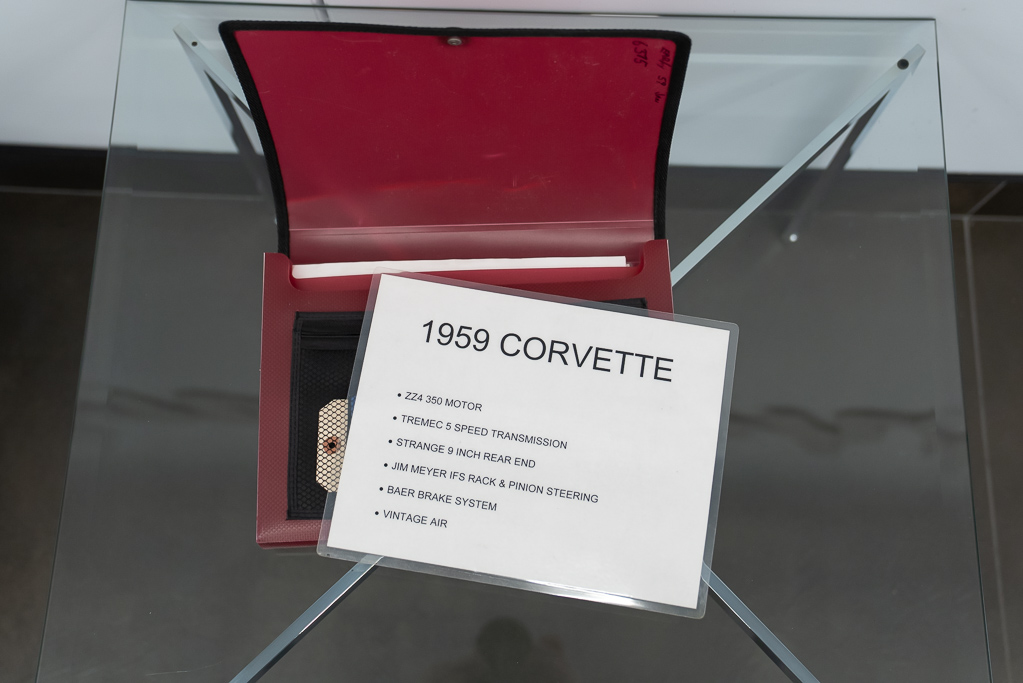 1959 CORVETTE
• ZZ4 350 MOTOR
• TREMEC 5 SPEED TRANSMISSION
• STRANGE 9 INCH REAR END
• JIM MEYER IFS RACK & PINION STEERING
• BAER BRAKE SYSTEM
• VINTAGE AIR